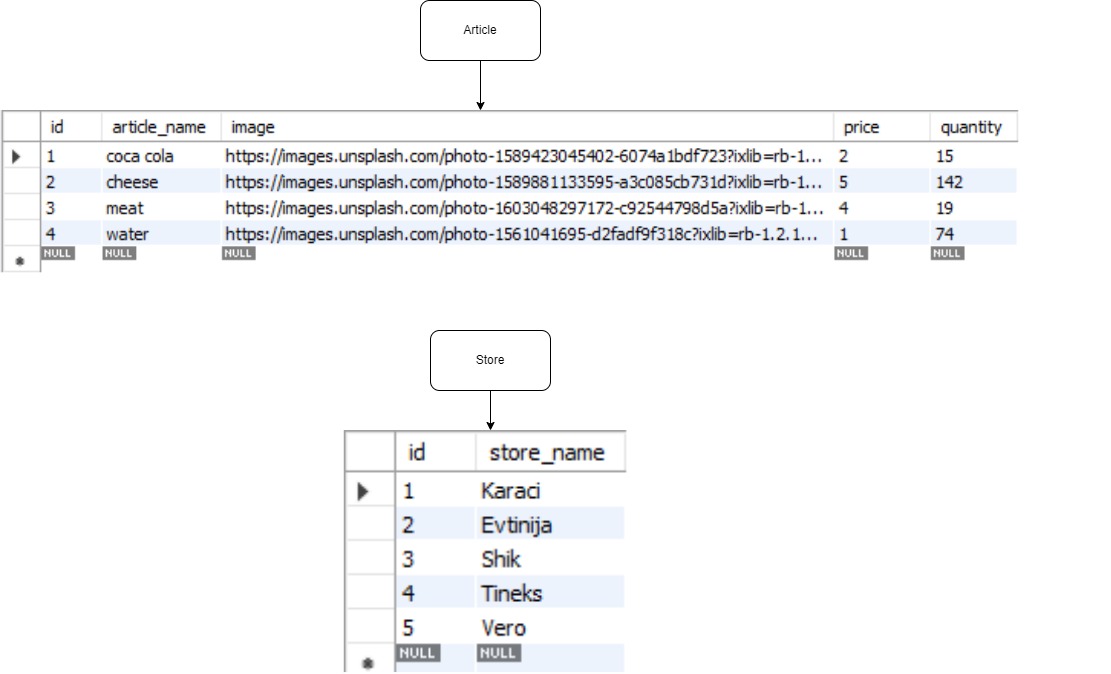 Article
id article_name image price quantity
1 coca cola https://images.unsplash.com/photo-1589423045402-6074a1bdf723?ixlib=rb-1... 2 15
2 cheese https://images.unsplash.com/photo-1589881133595-a3c085cb731d?ixlib=rb-1... 5 142
3 meat https://images.unsplash.com/photo-1603048297172-c92544798d5a?ixlib=rb-1... 4 19
4 water https://images.unsplash.com/photo-1561041695-d2fadf9f318c?ixlib=rb-1.2.1... 1 74
NULL NULL NULL NULL NULL
Store
id store_name
1 Karaci
2 Evtinija
3 Shik
4 Tineks
5 Vero
NULL NULL